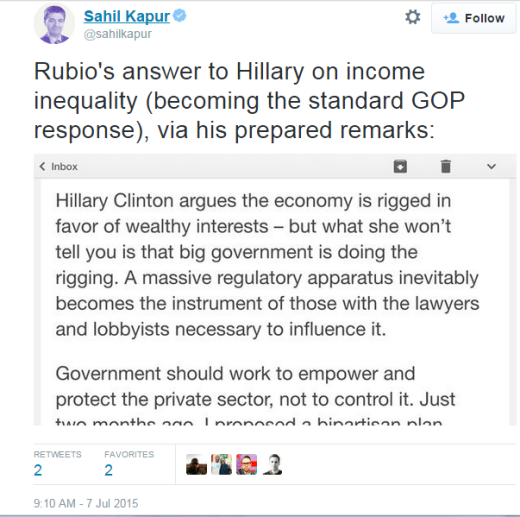 Sahil Kapur
@sahilkapur
Follow
Rubio's answer to Hillary on income
inequality (becoming the standard GOP
response), via his prepared remarks:
Inbox
Hillary Clinton argues the economy is rigged in
favor of wealthy interests – but what she won't
tell you is that big government is doing the
rigging. A massive regulatory apparatus inevitably
becomes the instrument of those with the lawyers
and lobbyists necessary to influence it.
Government should work to empower and
protect the private sector, not to control it. Just
two months ago, I proposed a bipartisan plan
RETWEETS FAVORITES
2 2
9:10 AM - 7 Jul 2015